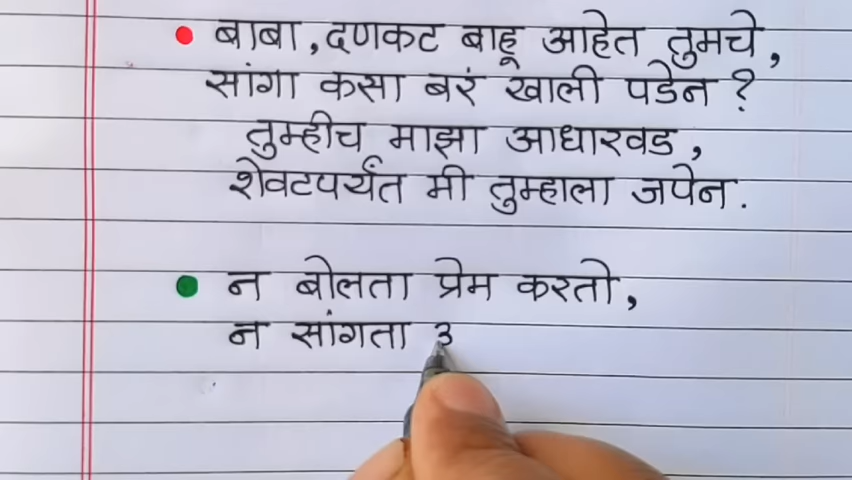 बाबा, दणकट बाहू आहेत तुमचे,
सांगा कसा बरं खाली पडेन ?
तुम्हीच माझा आधारवड,
शेवटपर्यंत मी तुम्हाला जपेन.
न बोलता प्रेम करतो,
न सांगता